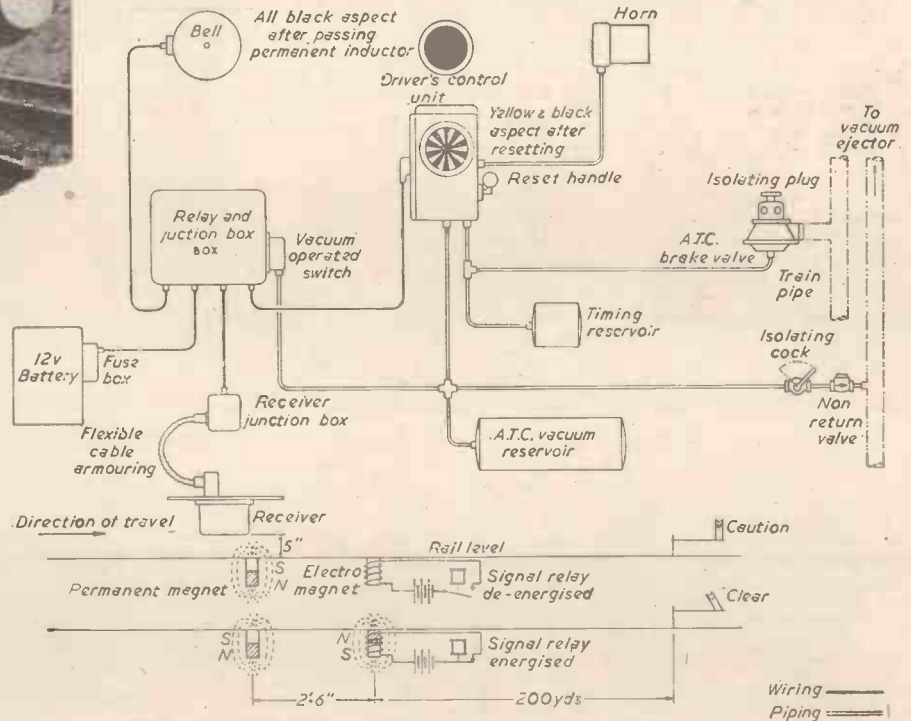 Bell
All black aspect
after passing
permanent inductor
Horn
Driver's control
unit
Yellow & black
aspect after
resetting
Reset handle
To
vacuum
ejector
Isolating plug
Relay and
juction box
BOX
Vacuum
operated
switch
A.T.C.
brake valve
Train
pipe
Timing
reservoir
12v
Battery
Fuse
box
Isolating
cock
Receiver
junction box
Non
return
valve
Flexible
cable
armouring
A.T.C. vacuum
reservoir
Direction of travel
Receiver
Caution
5"
Rail level
S
N
Permanent magnet
Electro
magnet
Signal relay
de-energised
Clear
S
N
N
S
Signal relay
energised
2'·6"
200yds
Wiring
Piping